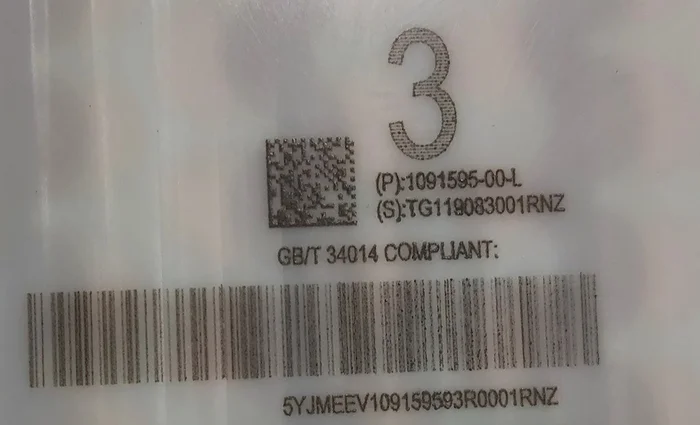 3
(P):1091595-00-L
(S):TG119083001RNZ
GB/T 34014 COMPLIANT:
5YJMEEV109159593R0001RNZ